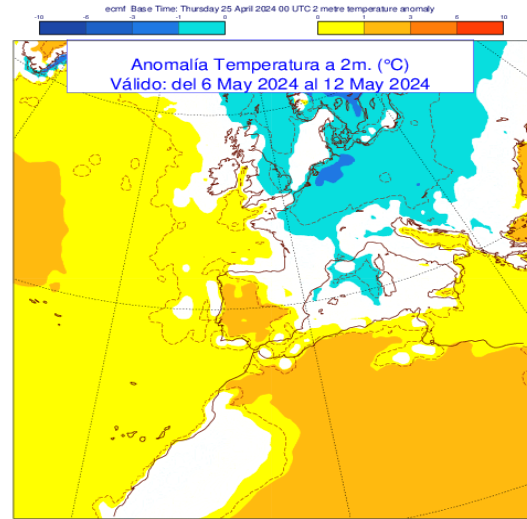 ecmf Base Time: Thursday 25 April 2024 00 UTC 2 metre temperature anomaly
-10 -6 -3 -1 0 0 1 3 6 10
Anomalía Temperatura a 2m. (°C)
Válido: del 6 May 2024 al 12 May 2024